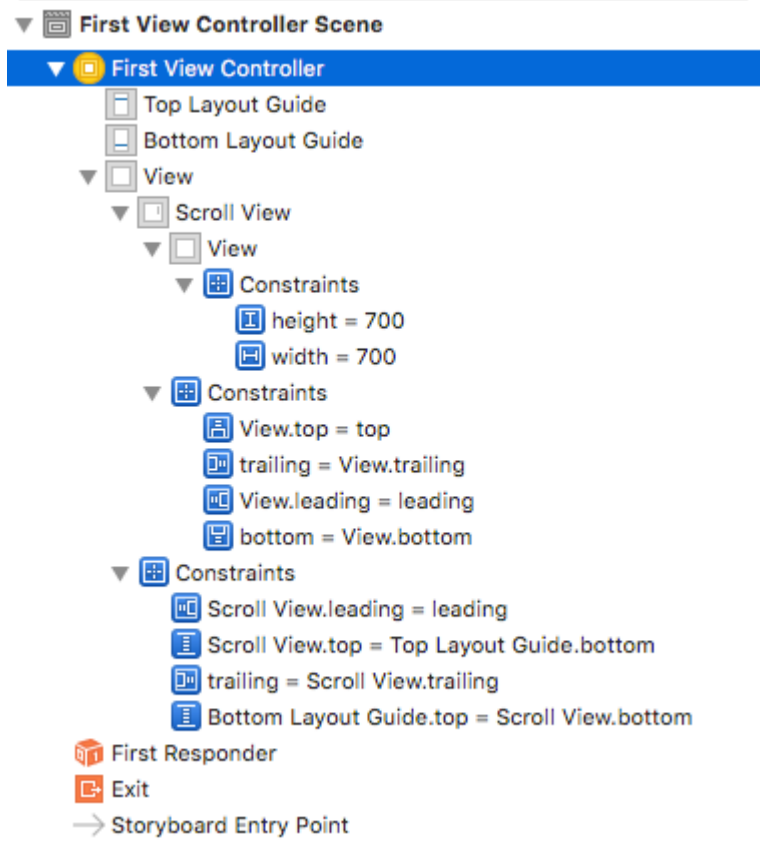 First View Controller Scene
First View Controller
Top Layout Guide
Bottom Layout Guide
View
Scroll View
View
Constraints
height = 700
width = 700
Constraints
View.top = top
trailing = View.trailing
View.leading = leading
bottom = View.bottom
Constraints
Scroll View.leading = leading
Scroll View.top = Top Layout Guide.bottom
trailing = Scroll View.trailing
Bottom Layout Guide.top = Scroll View.bottom
First Responder
Exit
Storyboard Entry Point